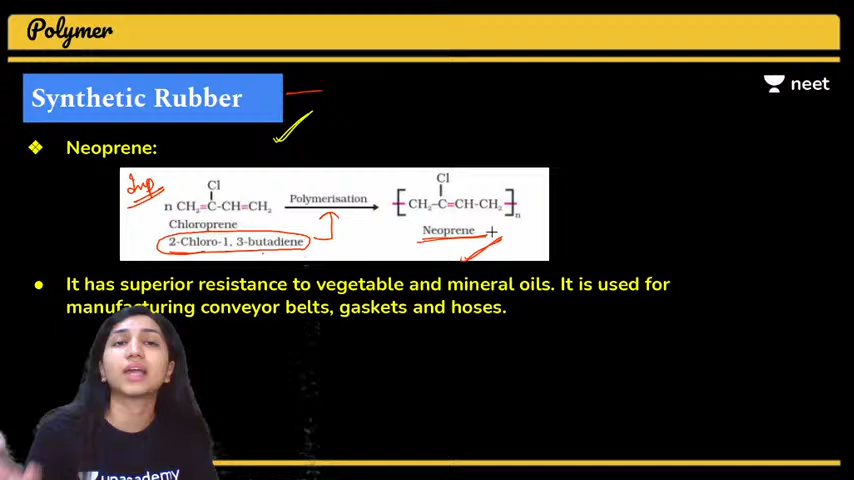 Polymer
Synthetic Rubber
neet
❖ Neoprene:
Imp
Cl
n CH₂=C-CH=CH₂
Polymerisation
Chloroprene
2-Chloro-1, 3-butadiene
Cl
[CH₂-C=CH-CH₂]n
Neoprene
● It has superior resistance to vegetable and mineral oils. It is used for
manufacturing conveyor belts, gaskets and hoses.
unacademy